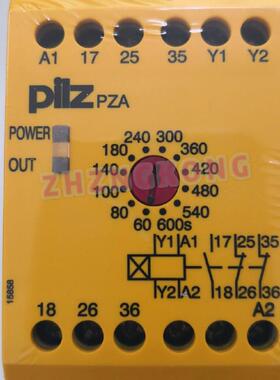 A1 17 25 35 Y1 Y2
pilz PZA
POWER
OUT
240 300
180 360
140 420
100 480
80 540
60 600s
ZHZNGKONG
Y1 A1 17 25 35
Y2 A2 18 26 36
15858
18 26 36 A2